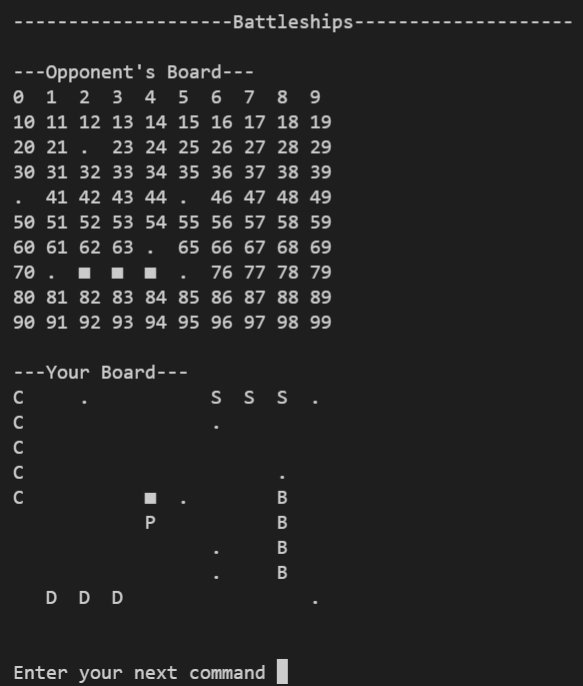 --------------------Battleships--------------------

---Opponent's Board---
0  1  2  3  4  5  6  7  8  9
10 11 12 13 14 15 16 17 18 19
20 21 .  23 24 25 26 27 28 29
30 31 32 33 34 35 36 37 38 39
.  41 42 43 44 .  46 47 48 49
50 51 52 53 54 55 56 57 58 59
60 61 62 63 .  65 66 67 68 69
70 .  ■  ■  ■  .  76 77 78 79
80 81 82 83 84 85 86 87 88 89
90 91 92 93 94 95 96 97 98 99

---Your Board---
C     .           S  S  S  .
C                 .
C
C                       .
C           ■  .        B
            P           B
                  .     B
                  .     B
   D  D  D                 .

Enter your next command